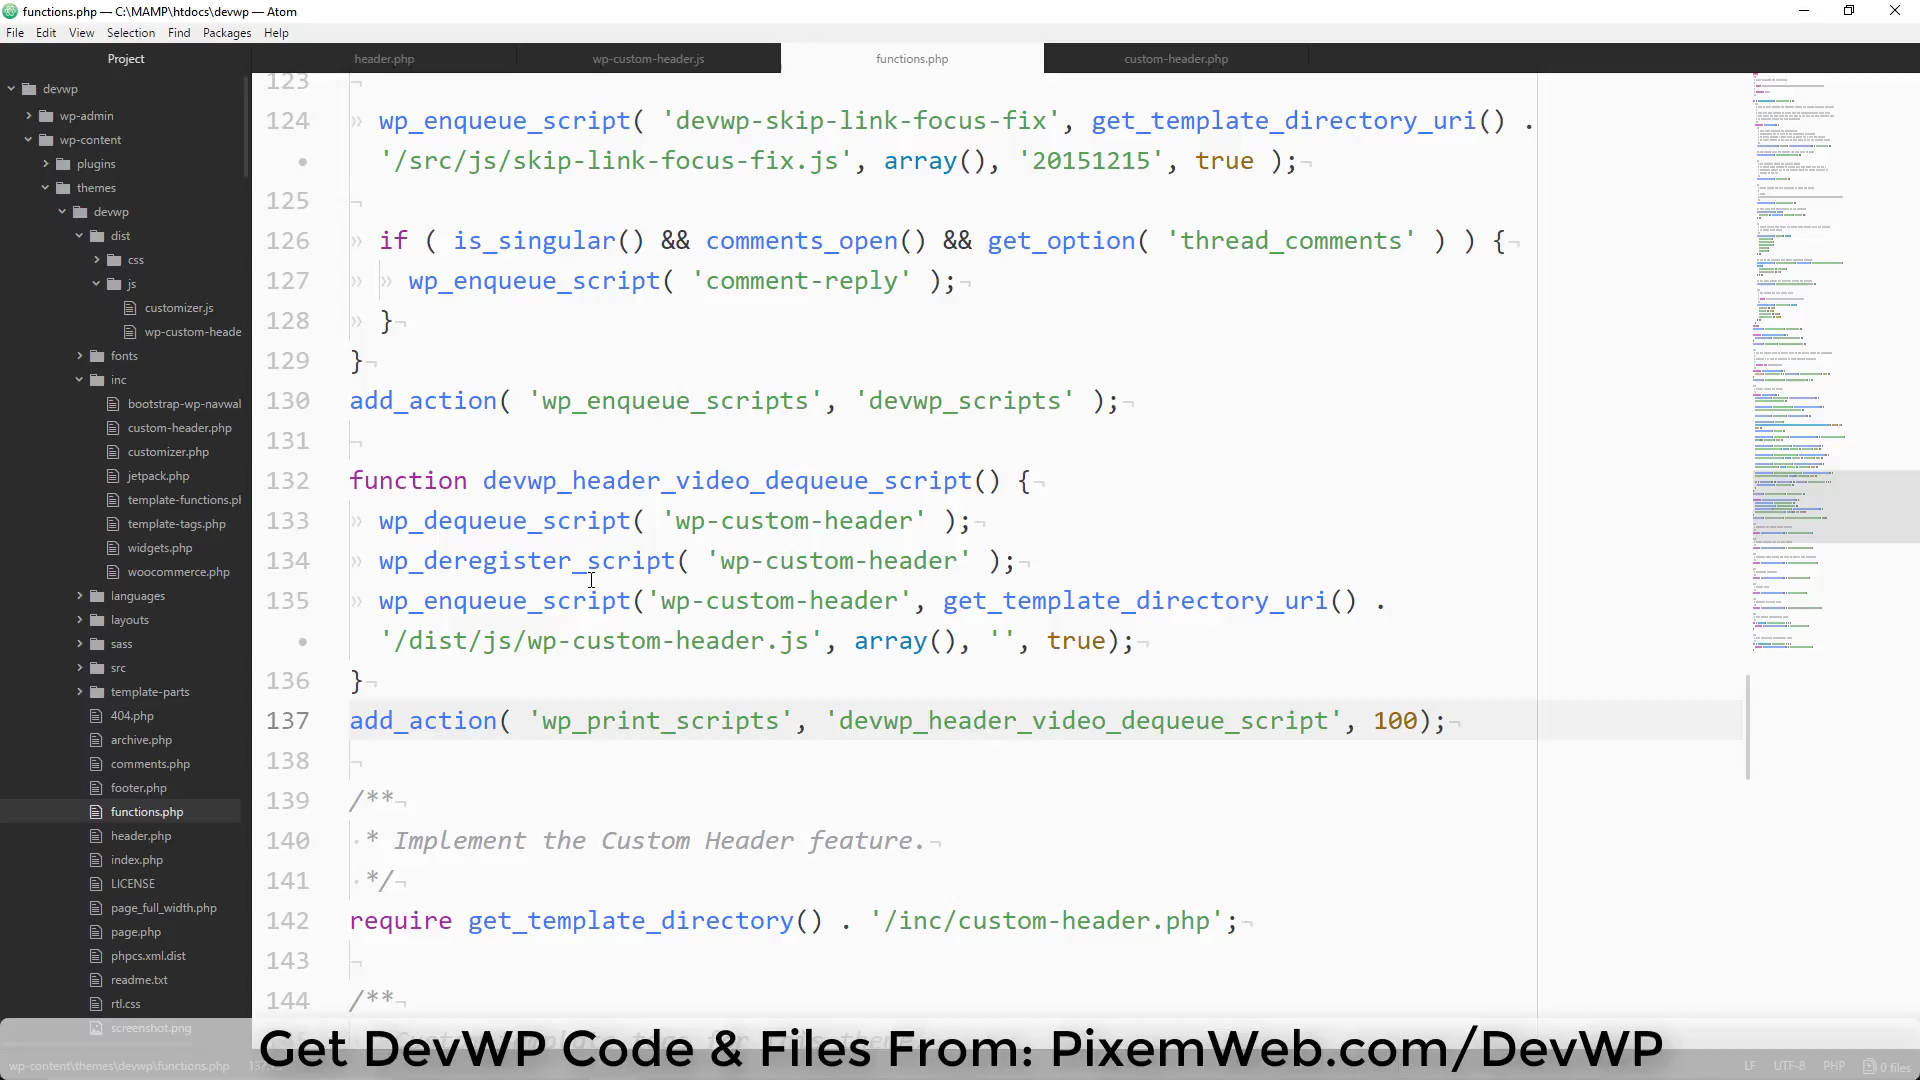 functions.php — C:\MAMP\htdocs\devwp — Atom
File Edit View Selection Find Packages Help
Project
header.php
wp-custom-header.js
functions.php
custom-header.php
devwp
wp-admin
wp-content
plugins
themes
devwp
dist
css
js
customizer.js
wp-custom-heade
fonts
inc
bootstrap-wp-navwal
custom-header.php
customizer.php
jetpack.php
template-functions.ph
template-tags.php
widgets.php
woocommerce.php
languages
layouts
sass
src
template-parts
404.php
archive.php
comments.php
footer.php
functions.php
header.php
index.php
LICENSE
page_full_width.php
page.php
phpcs.xml.dist
readme.txt
rtl.css
screenshot.png
123
124 wp_enqueue_script( 'devwp-skip-link-focus-fix', get_template_directory_uri() .
'/src/js/skip-link-focus-fix.js', array(), '20151215', true );
125
126 if ( is_singular() && comments_open() && get_option( 'thread_comments' ) ) {
127 wp_enqueue_script( 'comment-reply' );
128 }
129 }
130 add_action( 'wp_enqueue_scripts', 'devwp_scripts' );
131
132 function devwp_header_video_dequeue_script() {
133 wp_dequeue_script( 'wp-custom-header' );
134 wp_deregister_script( 'wp-custom-header' );
135 wp_enqueue_script('wp-custom-header', get_template_directory_uri() .
'/dist/js/wp-custom-header.js', array(), '', true);
136 }
137 add_action( 'wp_print_scripts', 'devwp_header_video_dequeue_script', 100);
138
139 /**
140 * Implement the Custom Header feature.
141 */
142 require get_template_directory() . '/inc/custom-header.php';
143
144 /**
Get DevWP Code & Files From: PixemWeb.com/DevWP
wp-content\themes\devwp\functions.php
LF UTF-8 PHP 0 files